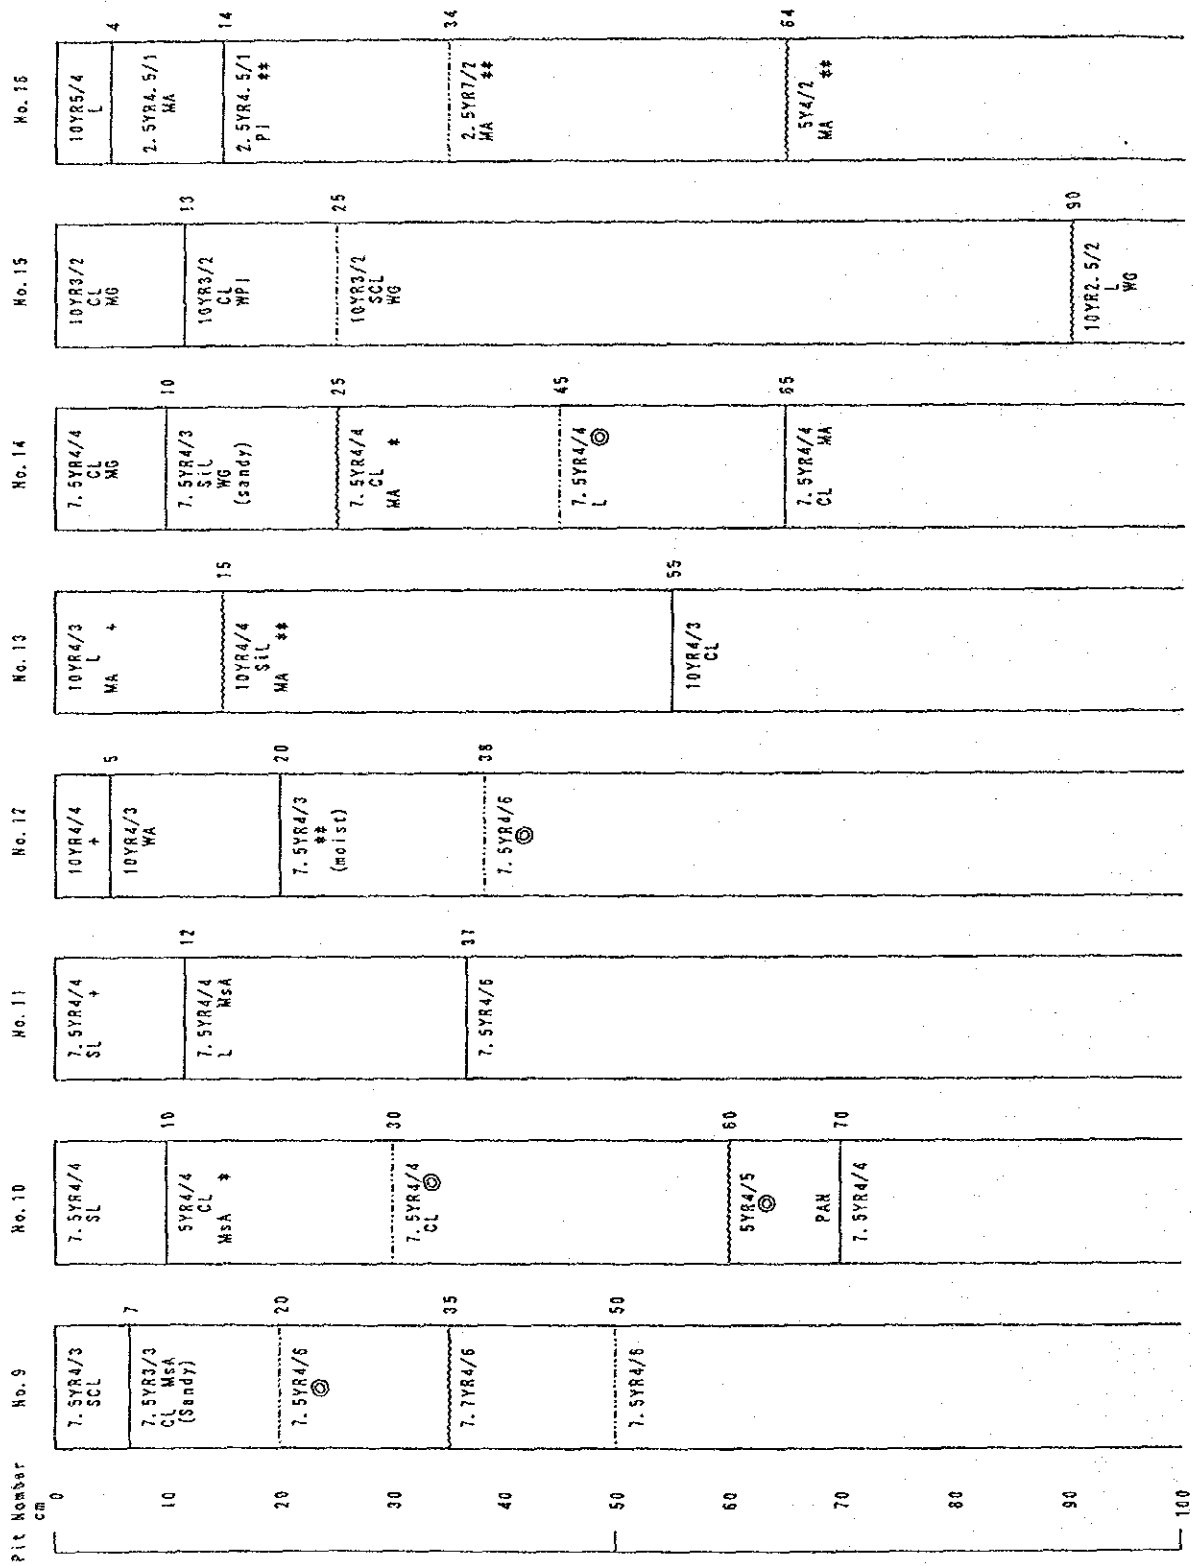 Pit Number
cm
0
10
20
30
40
50
60
70
80
90
100
No.9
7.5YR4/3
SCL
7
7.5YR3/3
CL MsA
(Sandy)
20
7.5YR4/6
◎
35
7.7YR4/6
50
7.5YR4/6
No.10
7.5YR4/4
SL
10
5YR4/4
CL
MsA *
30
7.5YR4/4
CL ◎
60
5YR4/5
◎
PAN
70
7.5YR4/4
No.11
7.5YR4/4
SL +
12
7.5YR4/4
L MsA
37
7.5YR4/6
No.12
10YR4/4
+
5
10YR4/3
WA
20
7.5YR4/3
**
(moist)
38
7.5YR4/6
◎
No.13
10YR4/3
L
MA +
15
10YR4/4
SiL
MA **
55
10YR4/3
CL
No.14
7.5YR4/4
CL
MG
10
7.5YR4/3
SiL
WG
(sandy)
25
7.5YR4/4
CL
MA *
45
7.5YR4/4
L ◎
65
7.5YR4/4
CL MA
No.15
10YR3/2
CL
MG
13
10YR3/2
CL
WPI
25
10YR3/2
SCL
WG
90
10YR2.5/2
L
WG
No.16
10YR5/4
L
4
2.5YR4.5/1
MA
14
2.5YR4.5/1
PI **
34
2.5YR7/2
MA **
64
5Y4/2
MA **